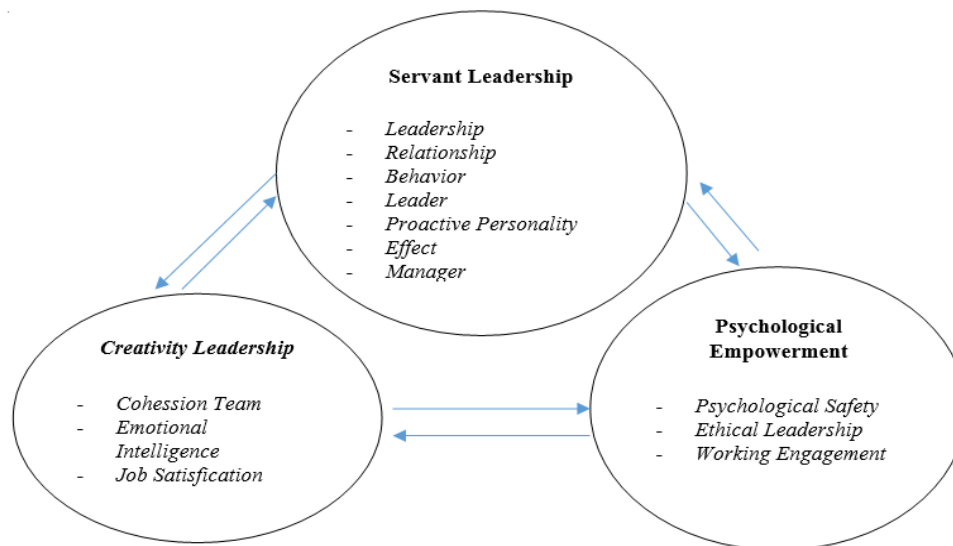 Servant Leadership
- Leadership
- Relationship
- Behavior
- Leader
- Proactive Personality
- Effect
- Manager
Creativity Leadership
- Cohession Team
- Emotional
Intelligence
- Job Satisfication
Psychological
Empowerment
- Psychological Safety
- Ethical Leadership
- Working Engagement